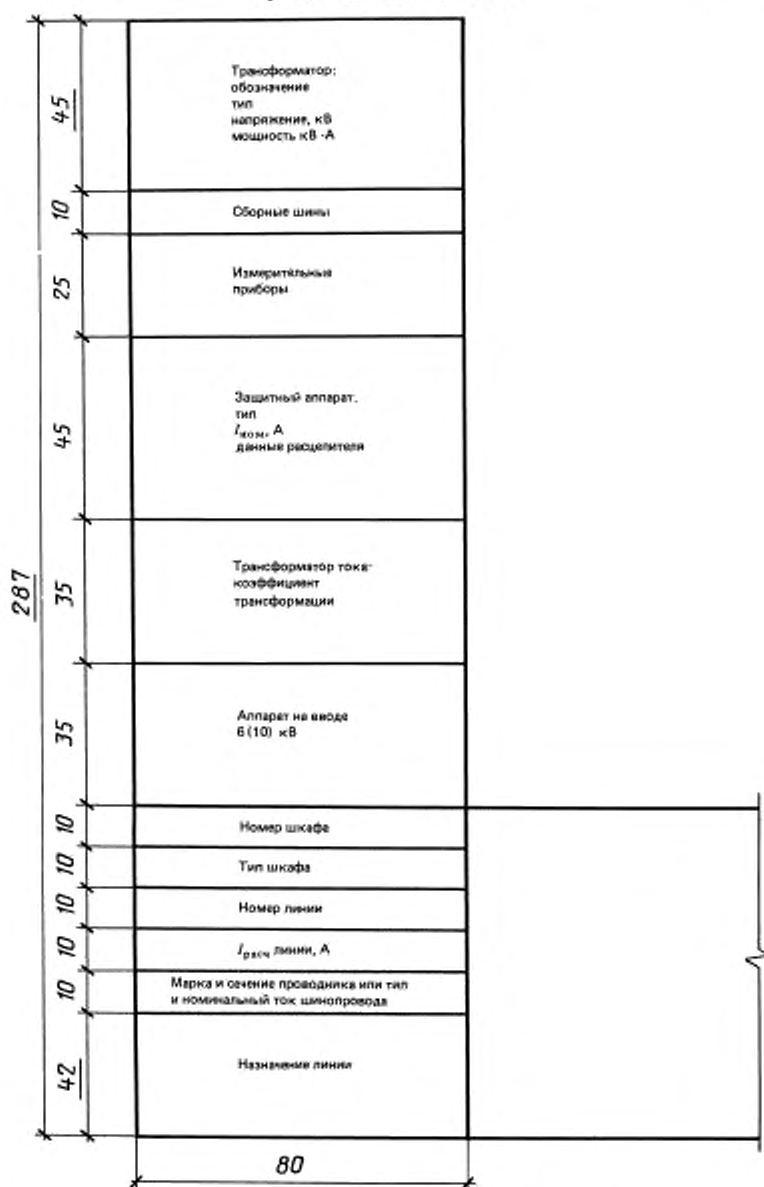 Трансформатор:
обозначение
тип
напряжение, кВ
мощность кВ·А
Сборные шины
Измерительные
приборы
Защитный аппарат.
тип
Iном, А
данные расцепителя
Трансформатор тока-
коэффициент
трансформации
Аппарат на вводе
6 (10) кВ
Номер шкафа
Тип шкафа
Номер линии
Iрасч линии, А
Марка и сечение проводника или тип
и номинальный ток шинопровода
Назначение линии
45
10
25
45
35
35
10
10
10
10
10
42
287
80